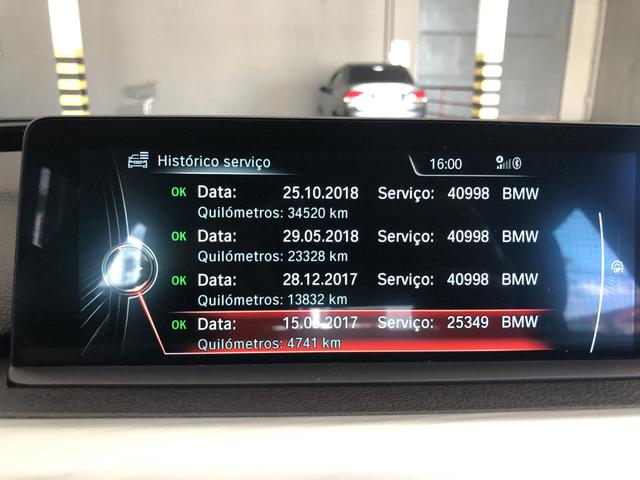 Histórico serviço
16:00
OK Data: 25.10.2018 Serviço: 40998 BMW
Quilómetros: 34520 km
OK Data: 29.05.2018 Serviço: 40998 BMW
Quilómetros: 23328 km
OK Data: 28.12.2017 Serviço: 40998 BMW
Quilómetros: 13832 km
OK Data: Serviço: 25349 BMW
Quilómetros: 4741 km
OPT